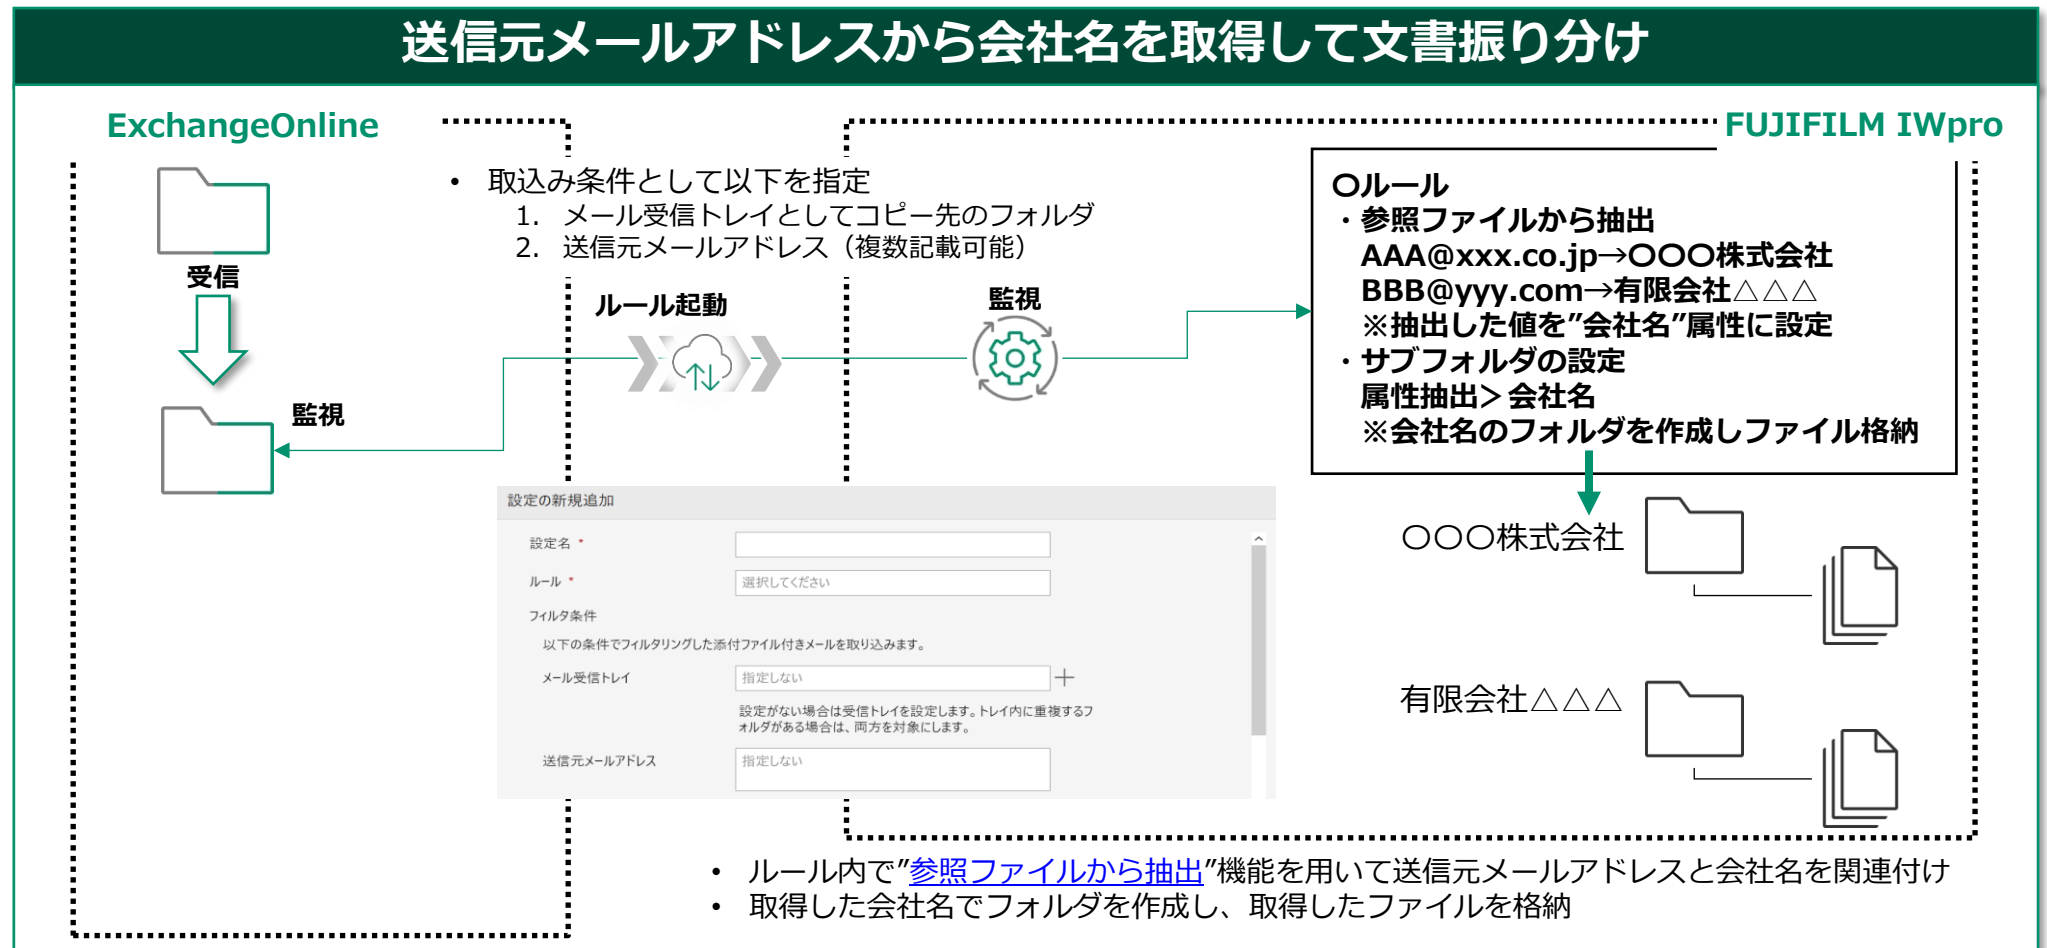 送信元メールアドレスから会社名を取得して文書振り分け
ExchangeOnline
FUJIFILM IWpro
受信
監視
• 取込み条件として以下を指定
1. メール受信トレイとしてコピー先のフォルダ
2. 送信元メールアドレス（複数記載可能）
ルール起動
監視
〇ルール
・参照ファイルから抽出
AAA@xxx.co.jp→〇〇〇株式会社
BBB@yyy.com→有限会社△△△
※抽出した値を”会社名”属性に設定
・サブフォルダの設定
属性抽出＞会社名
※会社名のフォルダを作成しファイル格納
設定の新規追加
設定名 *
ルール * 選択してください
フィルタ条件
以下の条件でフィルタリングした添付ファイル付きメールを取り込みます。
メール受信トレイ 指定しない
設定がない場合は受信トレイを設定します。トレイ内に重複するフ
ォルダがある場合は、両方を対象にします。
送信元メールアドレス 指定しない
〇〇〇株式会社
有限会社△△△
• ルール内で”参照ファイルから抽出”機能を用いて送信元メールアドレスと会社名を関連付け
• 取得した会社名でフォルダを作成し、取得したファイルを格納